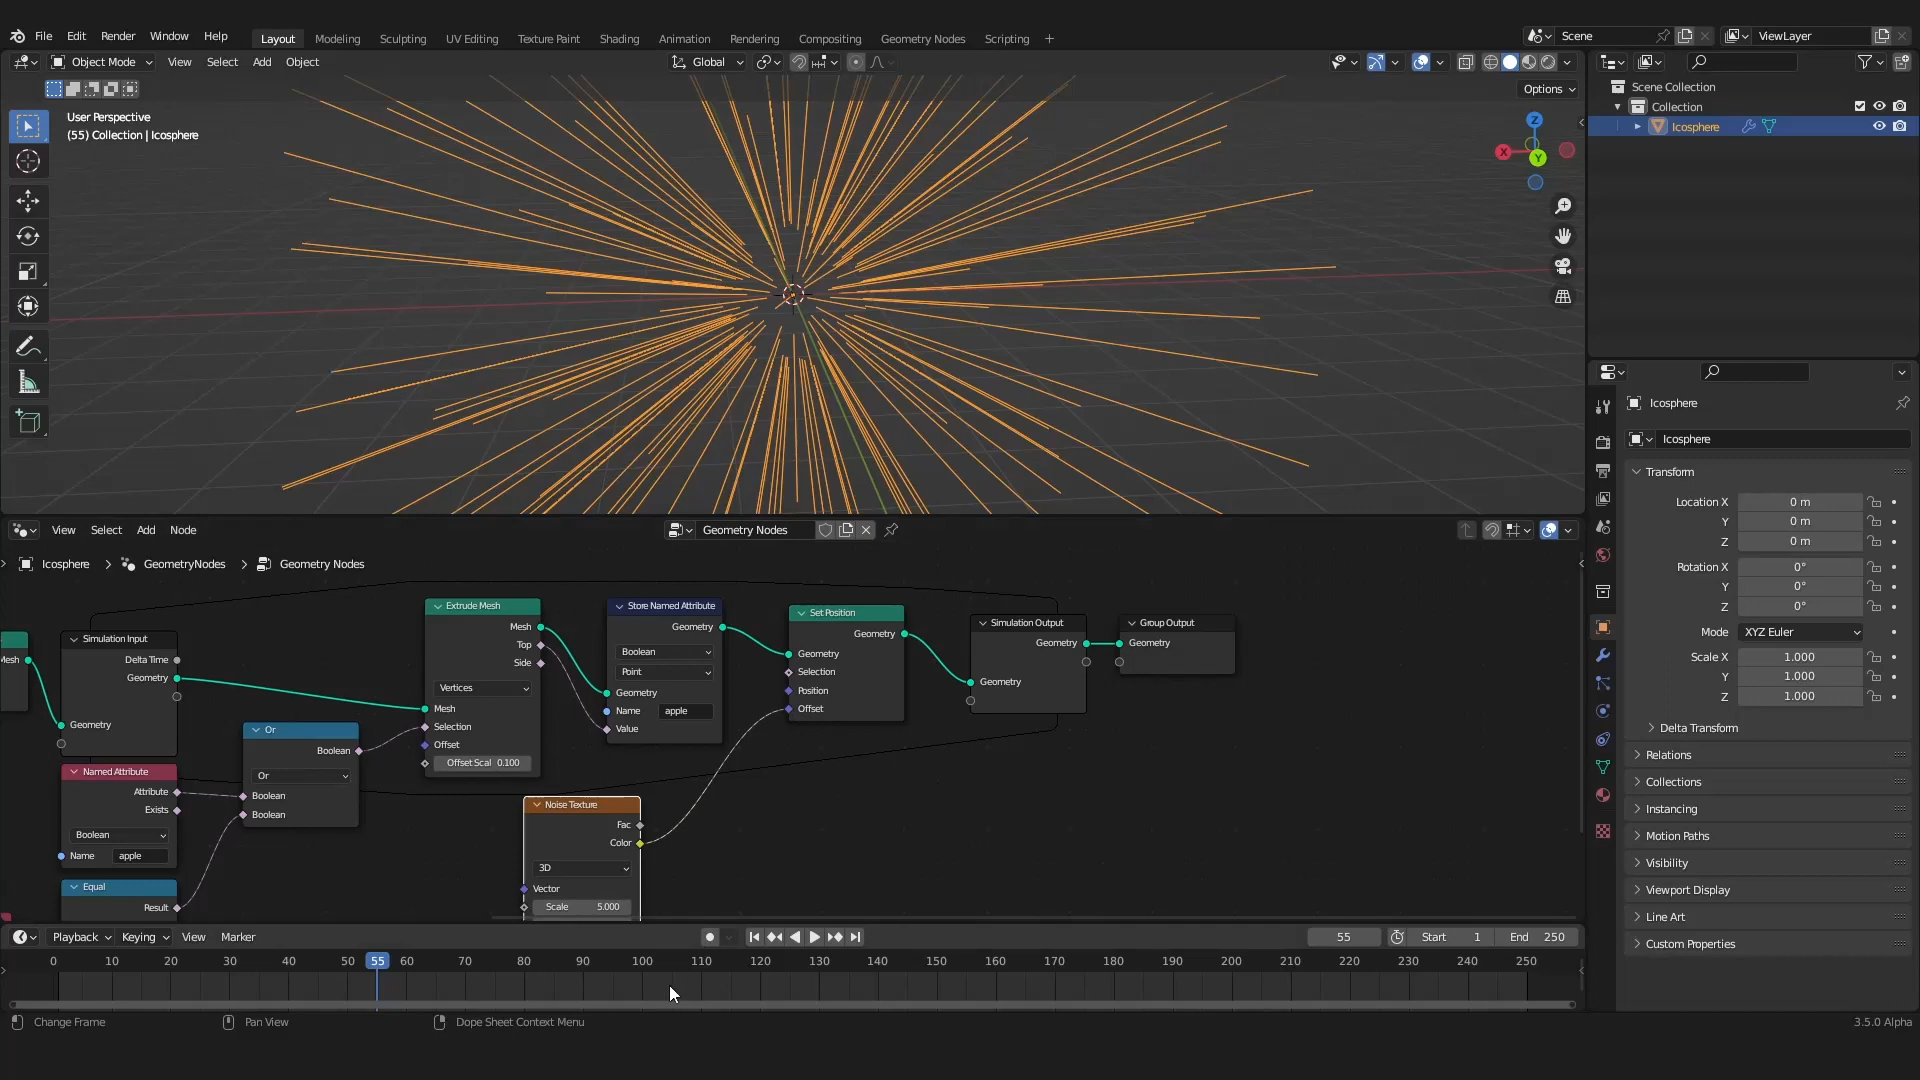 File Edit Render Window Help Layout Modeling Sculpting UV Editing Texture Paint Shading Animation Rendering Compositing Geometry Nodes Scripting + Scene ViewLayer
Object Mode View Select Add Object Global
Options
User Perspective
(55) Collection | Icosphere
Z
X
Y
Scene Collection
Collection
Icosphere
Icosphere
Icosphere
Transform
Location X 0 m
Y 0 m
Z 0 m
Rotation X 0°
Y 0°
Z 0°
Mode XYZ Euler
Scale X 1.000
Y 1.000
Z 1.000
Delta Transform
Relations
Collections
Instancing
Motion Paths
Visibility
Viewport Display
Line Art
Custom Properties
View Select Add Node Geometry Nodes
Icosphere > GeometryNodes > Geometry Nodes
Mesh
Simulation Input
Delta Time
Geometry
Geometry
Named Attribute
Attribute
Exists
Boolean
Name apple
Equal
Result
Or
Boolean
Or
Boolean
Boolean
Extrude Mesh
Mesh
Top
Side
Vertices
Mesh
Selection
Offset
Offset Scal 0.100
Noise Texture
Fac
Color
3D
Vector
Scale 5.000
Store Named Attribute
Geometry
Boolean
Point
Geometry
Name apple
Value
Set Position
Geometry
Geometry
Selection
Position
Offset
Simulation Output
Geometry
Geometry
Group Output
Geometry
Playback Keying View Marker 55 Start 1 End 250
0 10 20 30 40 50 55 60 70 80 90 100 110 120 130 140 150 160 170 180 190 200 210 220 230 240 250
Change Frame Pan View Dope Sheet Context Menu 3.5.0 Alpha